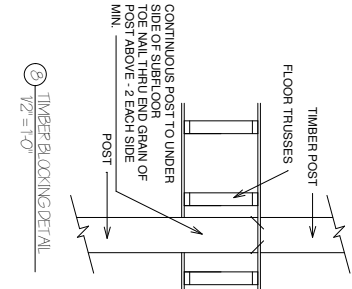 TIMBER POST
FLOOR TRUSSES
CONTINUOUS POST TO UNDER
SIDE OF SUBFLOOR
TOE NAIL THRU END GRAIN OF
POST ABOVE - 2 EACH SIDE
MIN.
POST
8 TIMBER BLOCKING DETAIL
1/2" = 1'-0"